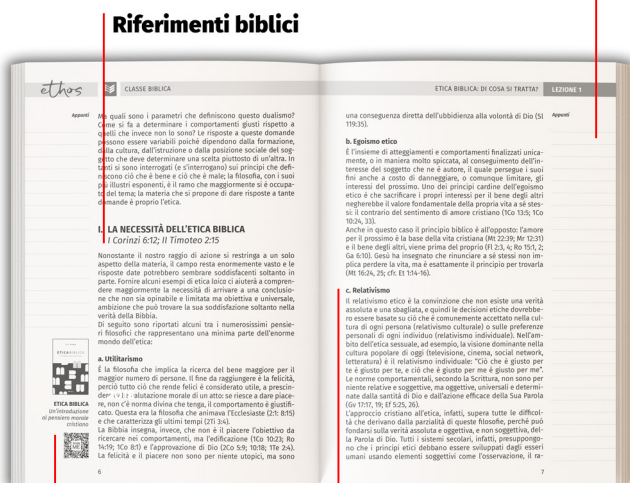 Riferimenti biblici
ethos
CLASSE BIBLICA
Appunti
Ma quali sono i parametri che definiscono questo dualismo?
Come si fa a determinare i comportamenti giusti rispetto a
quelli che invece non lo sono? Le risposte a queste domande
possono essere variabili poiché dipendono dalla formazione,
dalla cultura, dall'istruzione o dalla posizione sociale del sog-
getto che deve determinare una scelta piuttosto di un'altra. In
tanti si sono interrogati (e s'interrogano) sui principi che defi-
niscono ciò che è bene e ciò che è male; la filosofia, con i suoi
più illustri esponenti, è il ramo che maggiormente si è occupa-
to del tema; la materia che si propone di dare risposte a tante
domande è proprio l'etica.
I. LA NECESSITÀ DELL'ETICA BIBLICA
I Corinzi 6:12; II Timoteo 2:15
Nonostante il nostro raggio di azione si restringa a un solo
aspetto della materia, il campo resta enormemente vasto e le
risposte date potrebbero sembrare soddisfacenti soltanto in
parte. Fornire alcuni esempi di etica laica ci aiuterà a compren-
dere maggiormente la necessità di arrivare a una conclusio-
ne che non sia opinabile e limitata ma obiettiva e universale,
ambizione che può trovare la sua soddisfazione soltanto nella
verità della Bibbia.
Di seguito sono riportati alcuni tra i numerosissimi pensie-
ri filosofici che rappresentano una minima parte dell'enorme
mondo dell'etica:
a. Utilitarismo
È la filosofia che implica la ricerca del bene maggiore per il
maggior numero di persone. Il fine da raggiungere è la felicità,
perciò tutto ciò che rende felici è considerato utile, a prescin-
dere valutazione morale di un atto: se riesce a dare piace-
re, non c'è norma divina che tenga, il comportamento è giustifi-
cato. Questa era la filosofia che animava l'Ecclesiaste (2:1: 8:15)
e che caratterizza gli ultimi tempi (2Ti 3:4).
La Bibbia insegna, invece, che non è il piacere l'obiettivo da
ricercare nei comportamenti, ma l'edificazione (1Co 10:23; Ro
14:19; 1Co 8:1) e l'approvazione di Dio (2Co 5:9; 10:18; 1Te 2:4).
La felicità e il piacere non sono per niente utopici, ma sono
ETICABIBLICA
ETICA BIBLICA
Un'introduzione
al pensiero morale
cristiano
6
ETICA BIBLICA: DI COSA SI TRATTA?
LEZIONE 1
Appunti
una conseguenza diretta dell'ubbidienza alla volontà di Dio (Sl
119:35).
b. Egoismo etico
È l'insieme di atteggiamenti e comportamenti finalizzati unica-
mente, o in maniera molto spiccata, al conseguimento dell'in-
teresse del soggetto che ne è autore, il quale persegue i suoi
fini anche a costo di danneggiare, o comunque limitare, gli
interessi del prossimo. Uno dei principi cardine dell'egoismo
etico è che sacrificare i propri interessi per il bene degli altri
negherebbe il valore fondamentale della propria vita a sé stes-
si: il contrario del sentimento di amore cristiano (1Co 13:5; 1Co
10:24, 33).
Anche in questo caso il principio biblico è all'opposto: l'amore
per il prossimo è la base della vita cristiana (Mt 22:39; Mr 12:31)
e il bene degli altri, viene prima del proprio (Fl 2:3, 4; Ro 15:1, 2;
Ga 6:10). Gesù ha insegnato che rinunciare a sé stessi non im-
plica perdere la vita, ma è esattamente il principio per trovarla
(Mt 16:24, 25; cfr. Et 1:14-16).
c. Relativismo
Il relativismo etico è la convinzione che non esiste una verità
assoluta e una sbagliata, e quindi le decisioni etiche dovrebbe-
ro essere basate su ciò che è comunemente accettato nella cul-
tura di ogni persona (relativismo culturale) o sulle preferenze
personali di ogni individuo (relativismo individuale). Nell'am-
bito dell'etica sessuale, ad esempio, la visione dominante nella
cultura popolare di oggi (televisione, cinema, social network,
letteratura) è il relativismo individuale: "Ciò che è giusto per
te è giusto per te, e ciò che è giusto per me è giusto per me".
Le norme comportamentali, secondo la Scrittura, non sono per
niente relative e soggettive, ma oggettive, universali e determi-
nate dalla santità di Dio e dall'azione efficace della Sua Parola
(Gv 17:17, 19; Ef 5:25, 26).
L'approccio cristiano all'etica, infatti, supera tutte le difficol-
tà che derivano dalla parzialità di queste filosofie, perché può
fondarsi sulla verità assoluta e oggettiva, e non soggettiva, del-
la Parola di Dio. Tutti i sistemi secolari, infatti, presuppongo-
no che i principi etici debbano essere sviluppati dagli esseri
umani usando elementi soggettivi come l'osservazione, il ra-
7